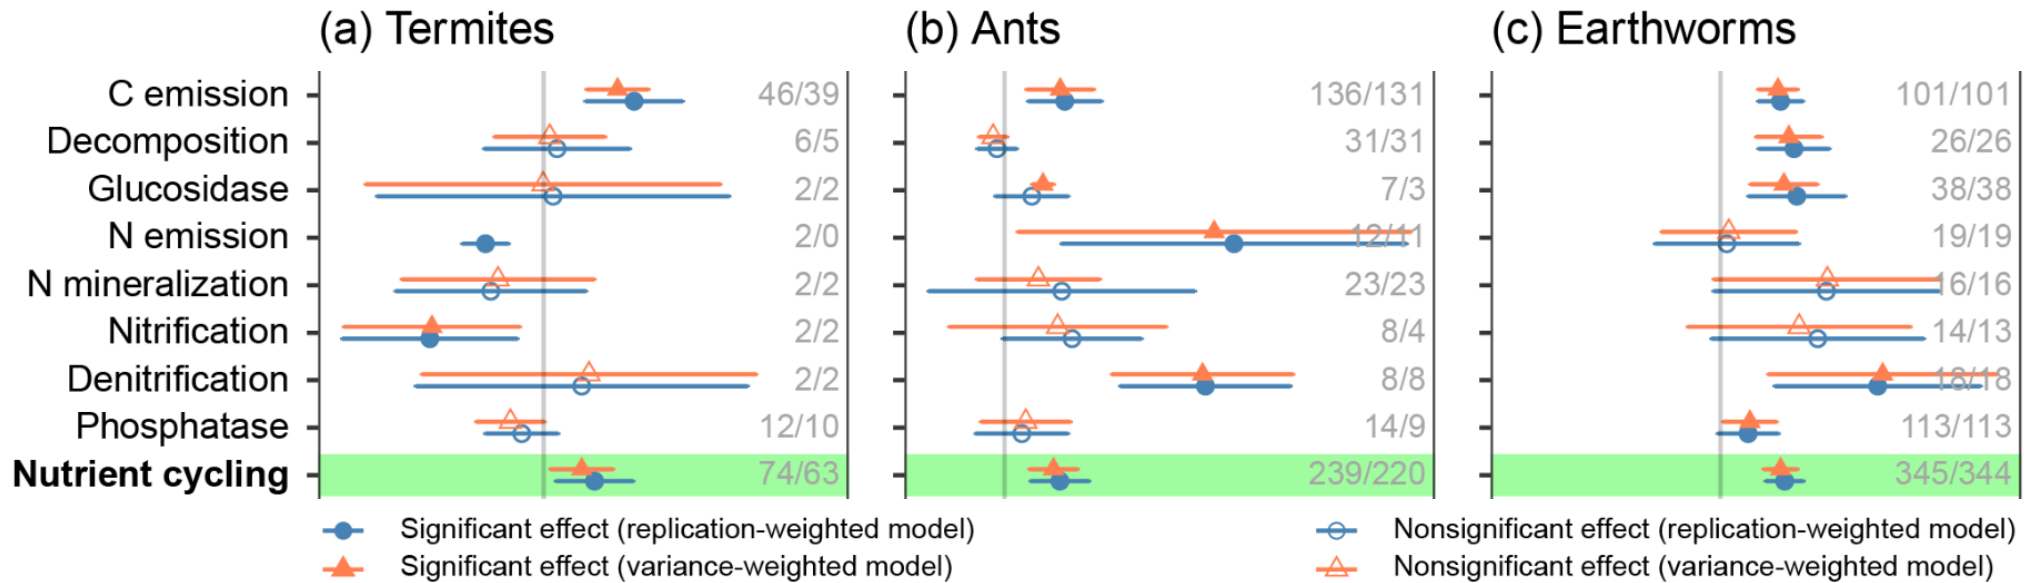 (a) Termites (b) Ants (c) Earthworms
C emission 46/39 136/131 101/101
Decomposition 6/5 31/31 26/26
Glucosidase 2/2 7/3 38/38
N emission 2/0 12/11 19/19
N mineralization 2/2 23/23 16/16
Nitrification 2/2 8/4 14/13
Denitrification 2/2 8/8 18/18
Phosphatase 12/10 14/9 113/113
Nutrient cycling 74/63 239/220 345/344
Significant effect (replication-weighted model) Nonsignificant effect (replication-weighted model)
Significant effect (variance-weighted model) Nonsignificant effect (variance-weighted model)